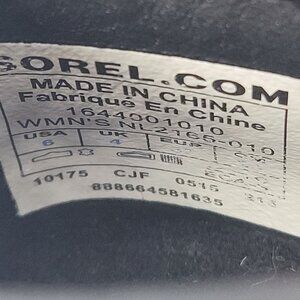 SOREL.COM
MADE IN CHINA
Fabriqué En Chine
1644001010
WMN'S NL2165-010
USA UK EUR
6 4
10175 CJF 0515
888664581635